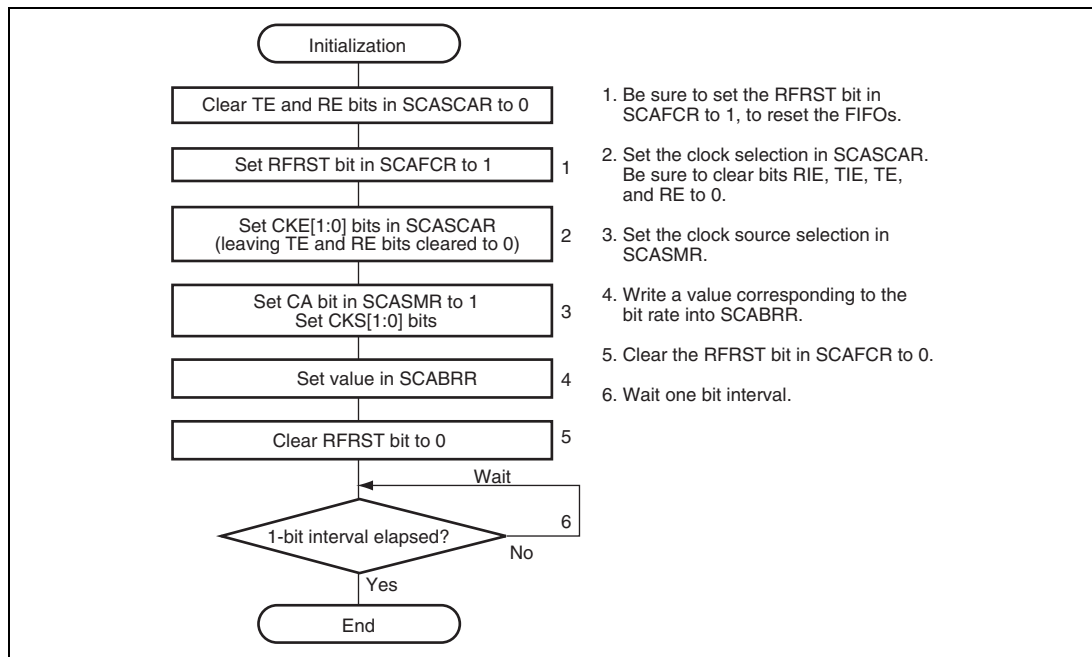 Initialization
Clear TE and RE bits in SCASCAR to 0
Set RFRST bit in SCAFCR to 1
1
Set CKE[1:0] bits in SCASCAR
(leaving TE and RE bits cleared to 0)
2
Set CA bit in SCASMR to 1
Set CKS[1:0] bits
3
Set value in SCABRR
4
Clear RFRST bit to 0
5
Wait
1-bit interval elapsed?
6
No
Yes
End
1. Be sure to set the RFRST bit in
SCAFCR to 1, to reset the FIFOs.
2. Set the clock selection in SCASCAR.
Be sure to clear bits RIE, TIE, TE,
and RE to 0.
3. Set the clock source selection in
SCASMR.
4. Write a value corresponding to the
bit rate into SCABRR.
5. Clear the RFRST bit in SCAFCR to 0.
6. Wait one bit interval.